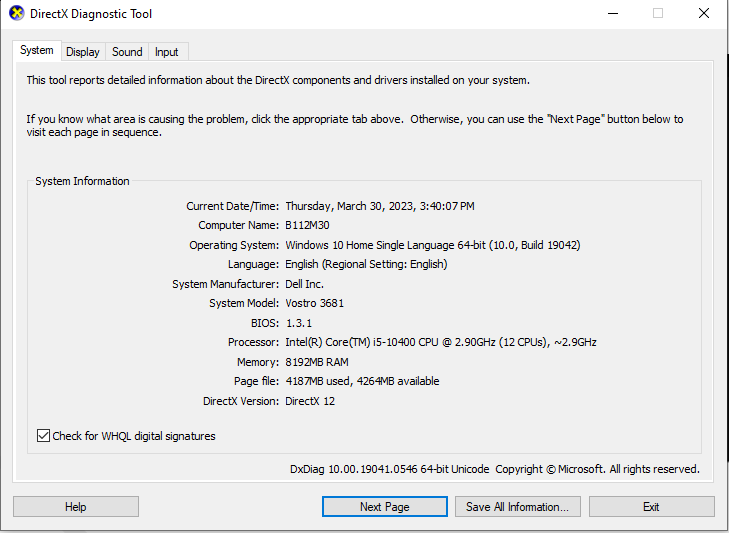 DirectX Diagnostic Tool
System Display Sound Input
This tool reports detailed information about the DirectX components and drivers installed on your system.
If you know what area is causing the problem, click the appropriate tab above.  Otherwise, you can use the "Next Page" button below to
visit each page in sequence.
System Information
Current Date/Time: Thursday, March 30, 2023, 3:40:07 PM
Computer Name: B112M30
Operating System: Windows 10 Home Single Language 64-bit (10.0, Build 19042)
Language: English (Regional Setting: English)
System Manufacturer: Dell Inc.
System Model: Vostro 3681
BIOS: 1.3.1
Processor: Intel(R) Core(TM) i5-10400 CPU @ 2.90GHz (12 CPUs), ~2.9GHz
Memory: 8192MB RAM
Page file: 4187MB used, 4264MB available
DirectX Version: DirectX 12
Check for WHQL digital signatures
DxDiag 10.00.19041.0546 64-bit Unicode  Copyright © Microsoft. All rights reserved.
Help Next Page Save All Information... Exit